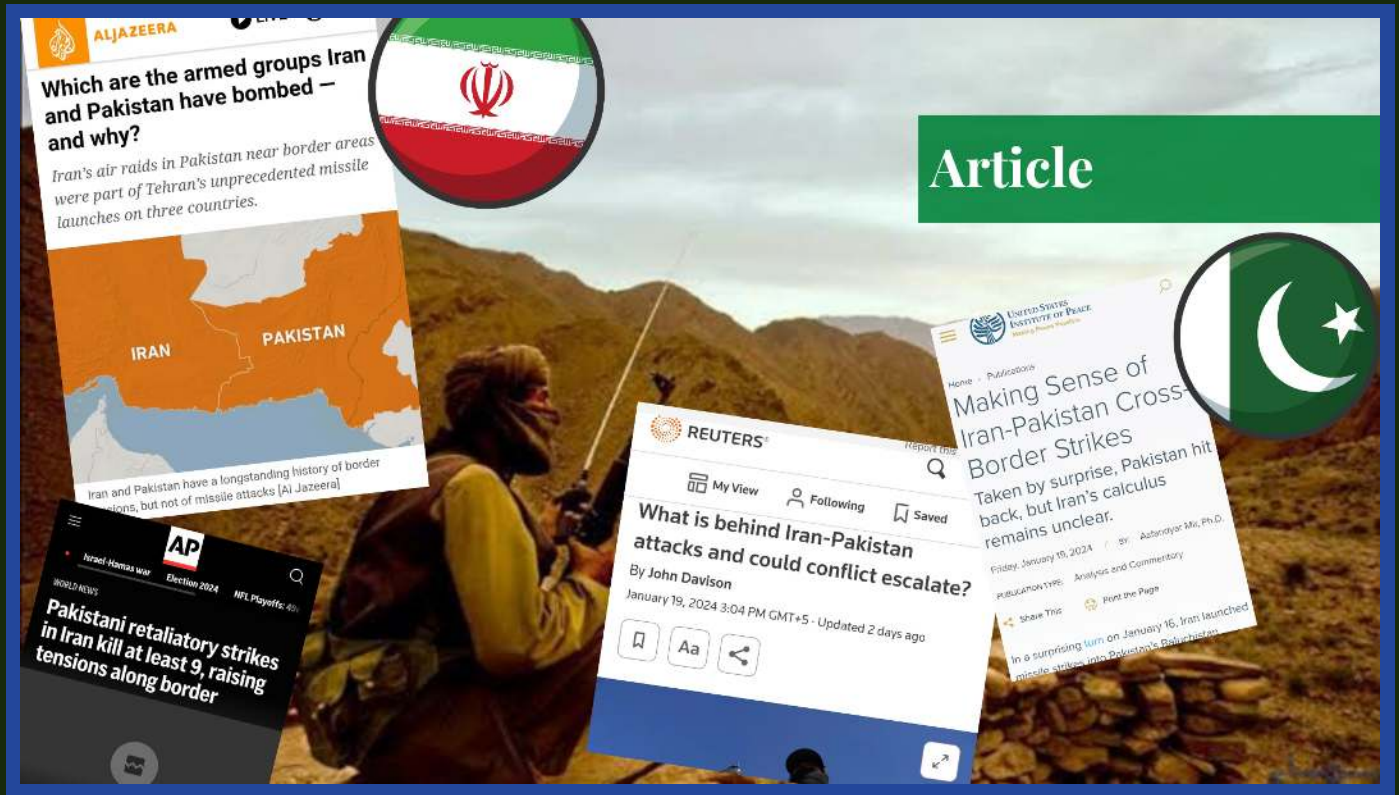 ALJAZEERA
Which are the armed groups Iran
and Pakistan have bombed —
and why?
Iran's air raids in Pakistan near border areas
were part of Tehran's unprecedented missile
launches on three countries.
IRAN
PAKISTAN
Iran and Pakistan have a longstanding history of border
but not of missile attacks [Al Jazeera]
AP
Israel-Hamas war
Election 2024
NFL Playoffs:
WORLD NEWS
Pakistani retaliatory strikes
in Iran kill at least 9, raising
tensions along border
Article
REUTERS
Report this
My View
Following
Saved
What is behind Iran-Pakistan
attacks and could conflict escalate?
By John Davison
January 19, 2024 3:04 PM GMT+5 · Updated 2 days ago
Aa
UNITED STATES
INSTITUTE OF PEACE
Home
Publications
Making Sense of
Iran-Pakistan Cross-
Border Strikes
Taken by surprise, Pakistan hit
back, but Iran's calculus
remains unclear.
Friday, January 19, 2024 / BY: Asfandyar Mir, Ph.D.
PUBLICATION TYPE: Analysis and Commentary
Share This
Print the Page
In a surprising turn on January 16, Iran launched
missile strikes into Pakistan's Baluchistan